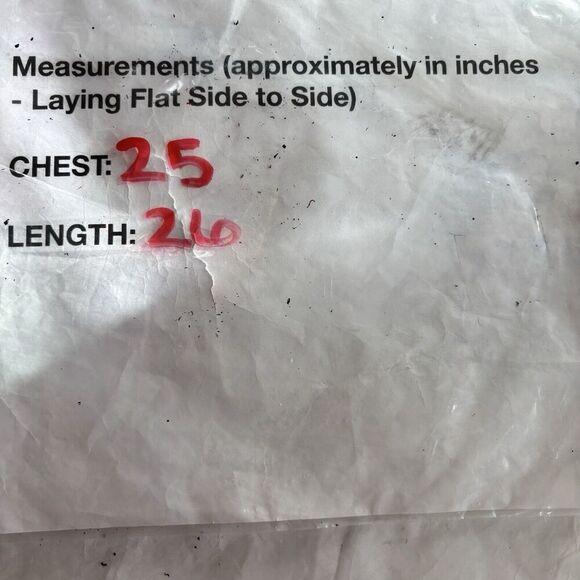 Measurements (approximately in inches
- Laying Flat Side to Side)
CHEST: 25
LENGTH: 26